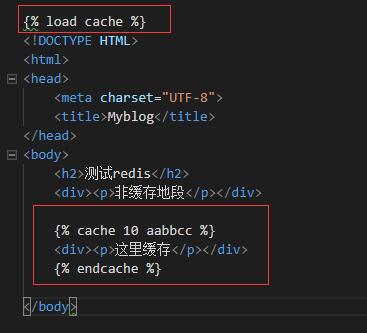 {% load cache %}
<!DOCTYPE HTML>
<html>
<head>
<meta charset="UTF-8">
<title>Myblog</title>
</head>
<body>
<h2>测试redis</h2>
<div><p>非缓存地段</p></div>
{% cache 10 aabbcc %}
<div><p>这里缓存</p></div>
{% endcache %}
</body>